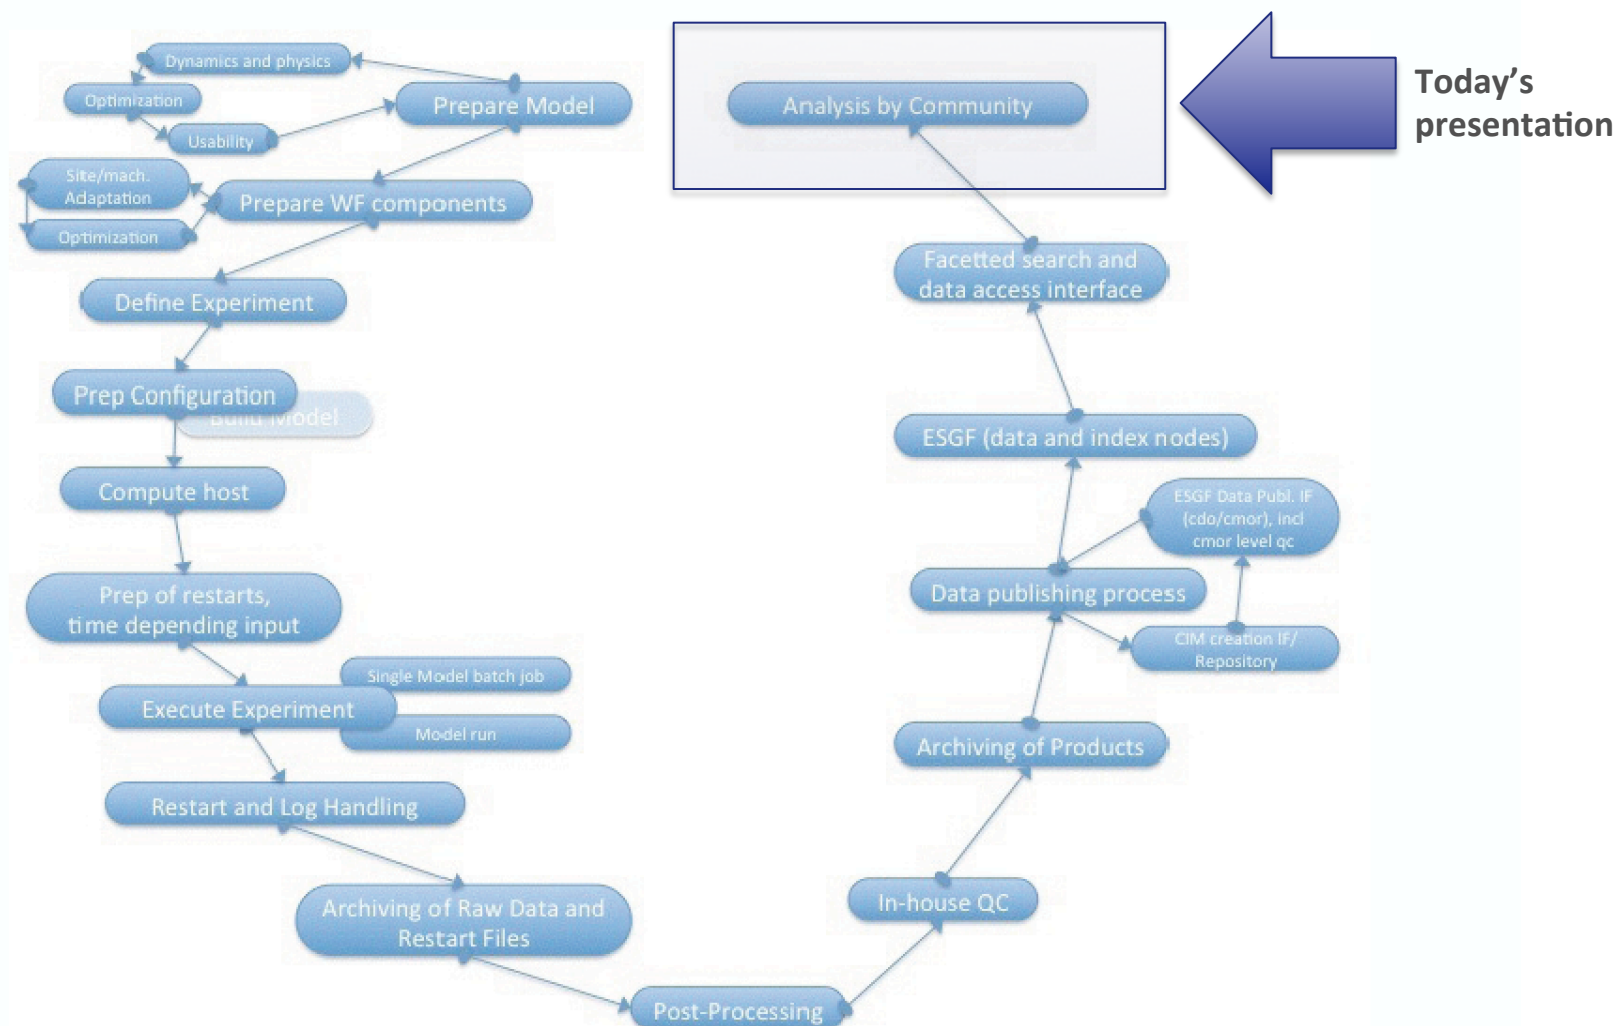 Dynamics and physics
Optimization
Prepare Model
Usability
Site/mach.
Adaptation
Prepare WF components
Optimization
Define Experiment
Prep Configuration
Build Model
Compute host
Prep of restarts,
time depending input
Single Model batch job
Execute Experiment
Model run
Restart and Log Handling
Archiving of Raw Data and
Restart Files
Post-Processing
In-house QC
Archiving of Products
Data publishing process
CIM creation IF/
Repository
ESGF Data Publ. IF
(cdo/cmor), incl
cmor level qc
ESGF (data and index nodes)
Facetted search and
data access interface
Analysis by Community
Today's
presentation